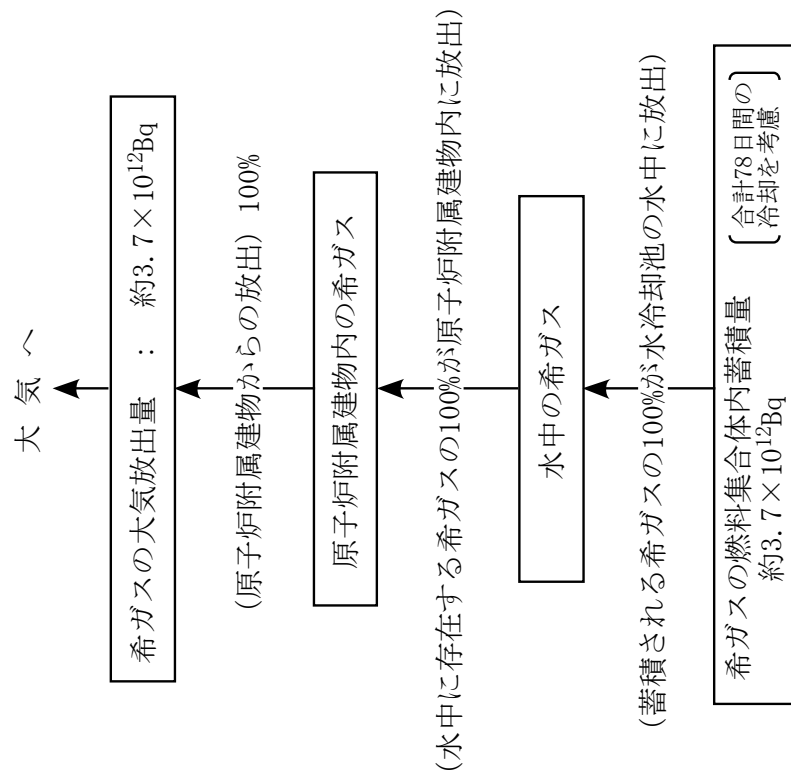 希ガスの燃料集合体内蓄積量
約3.7×10¹²Bq
合計78日間の
冷却を考慮
(蓄積される希ガスの100%が水冷却池の水中に放出)
水中の希ガス
(水中に存在する希ガスの100%が原子炉附属建物内に放出)
原子炉附属建物内の希ガス
(原子炉附属建物からの放出) 100%
希ガスの大気放出量 : 約3.7×10¹²Bq
大気へ